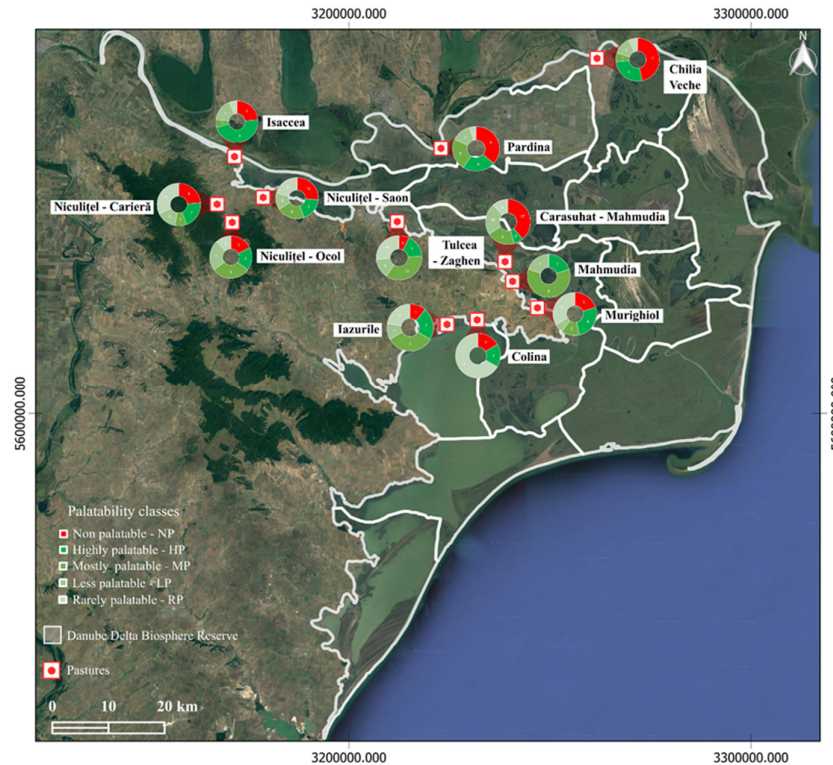 3200000.000
3300000.000
N
Chilia
Veche
Isaccea
Pardina
Niculițel - Carieră
Niculițel - Saon
Carasuhat - Mahmudia
Niculițel - Ocol
Tulcea
- Zaghen
Mahmudia
Murighiol
Iazurile
Colina
5600000.000
Palatability classes
Non palatable - NP
Highly palatable - HP
Mostly palatable - MP
Less palatable - LP
Rarely palatable - RP
Danube Delta Biosphere Reserve
Pastures
0
10
20 km
3200000.000
3300000.000